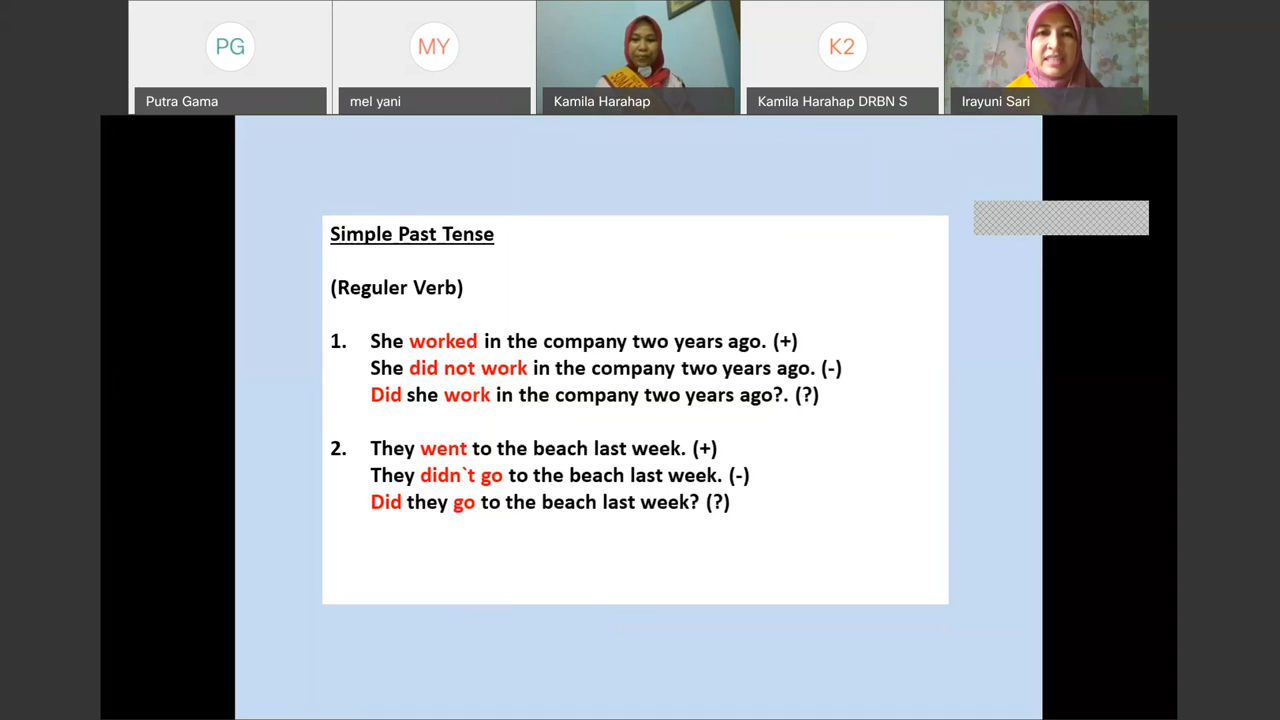 PG
MY
K2
Putra Gama
mel yani
Kamila Harahap
Kamila Harahap DRBN S
Irayuni Sari
Simple Past Tense
(Reguler Verb)
1. She worked in the company two years ago. (+)
She did not work in the company two years ago. (-)
Did she work in the company two years ago?. (?)
2. They went to the beach last week. (+)
They didn`t go to the beach last week. (-)
Did they go to the beach last week? (?)